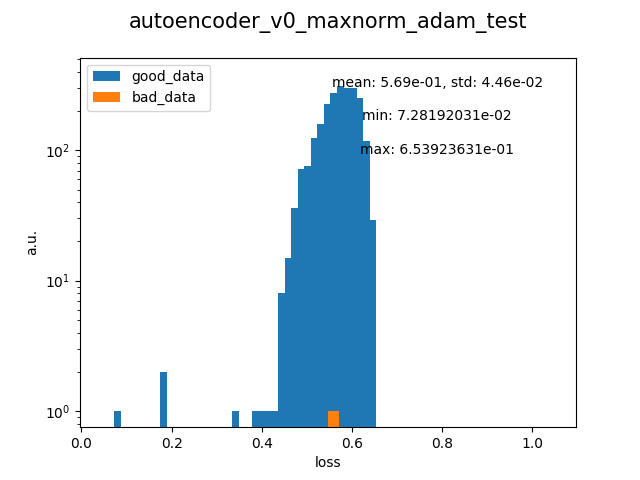 autoencoder_v0_maxnorm_adam_test
good_data
bad_data
mean: 5.69e-01, std: 4.46e-02
min: 7.28192031e-02
max: 6.53923631e-01
a.u.
10²
10¹
10⁰
0.0 0.2 0.4 0.6 0.8 1.0
loss